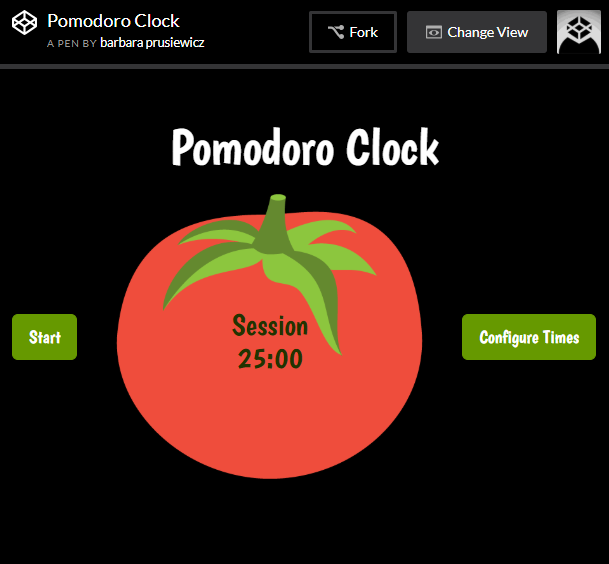 Pomodoro Clock
A PEN BY barbara prusiewicz
Fork
Change View
Pomodoro Clock
Session
25:00
Start
Configure Times